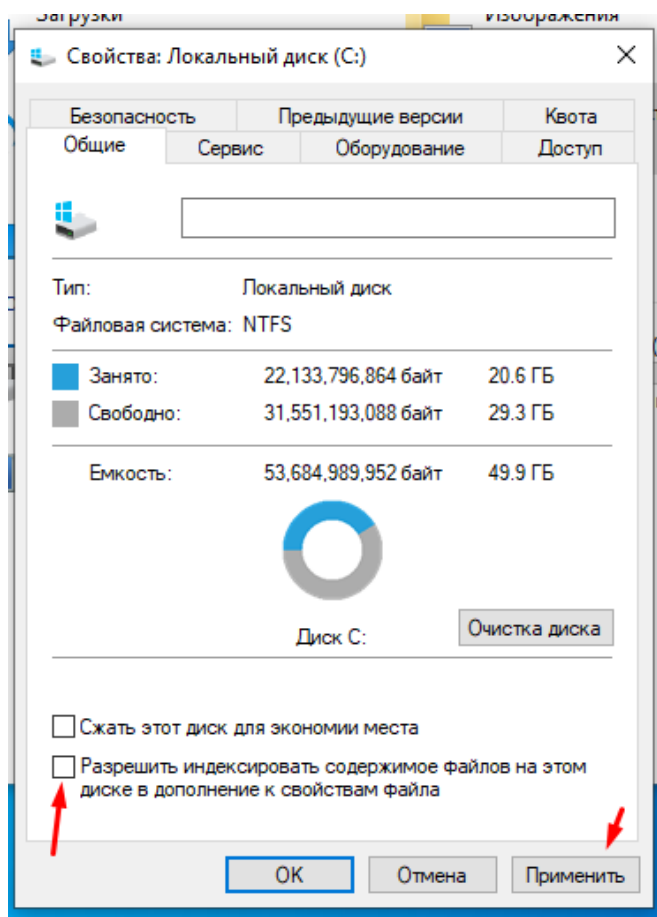 Загрузки Изображения
Свойства: Локальный диск (C:)
Безопасность Предыдущие версии Квота
Общие Сервис Оборудование Доступ
Тип: Локальный диск
Файловая система: NTFS
Занято: 22,133,796,864 байт 20.6 ГБ
Свободно: 31,551,193,088 байт 29.3 ГБ
Емкость: 53,684,989,952 байт 49.9 ГБ
Диск C: Очистка диска
Сжать этот диск для экономии места
Разрешить индексировать содержимое файлов на этом
диске в дополнение к свойствам файла
OK Отмена Применить